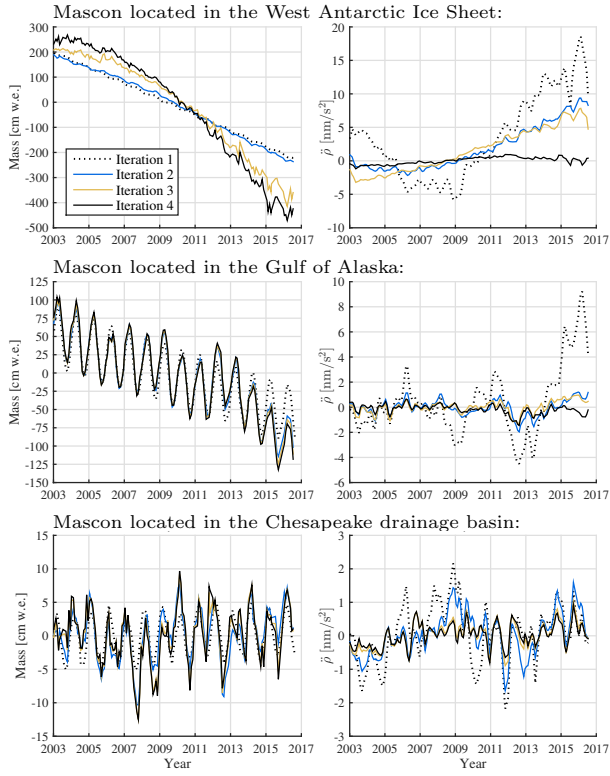 Mascon located in the West Antarctic Ice Sheet:
300
200
100
0
-100
-200
-300
-400
-500
Mass [cm w.e.]
Iteration 1
Iteration 2
Iteration 3
Iteration 4
2003 2005 2007 2009 2011 2013 2015 2017
20
15
10
5
0
-5
-10
ρ̈ [nm/s²]
2003 2005 2007 2009 2011 2013 2015 2017
Mascon located in the Gulf of Alaska:
125
100
75
50
25
0
-25
-50
-75
-100
-125
-150
Mass [cm w.e.]
2003 2005 2007 2009 2011 2013 2015 2017
10
8
6
4
2
0
-2
-4
-6
ρ̈ [nm/s²]
2003 2005 2007 2009 2011 2013 2015 2017
Mascon located in the Chesapeake drainage basin:
15
10
5
0
-5
-10
-15
Mass [cm w.e.]
2003 2005 2007 2009 2011 2013 2015 2017
Year
3
2
1
0
-1
-2
-3
ρ̈ [nm/s²]
2003 2005 2007 2009 2011 2013 2015 2017
Year